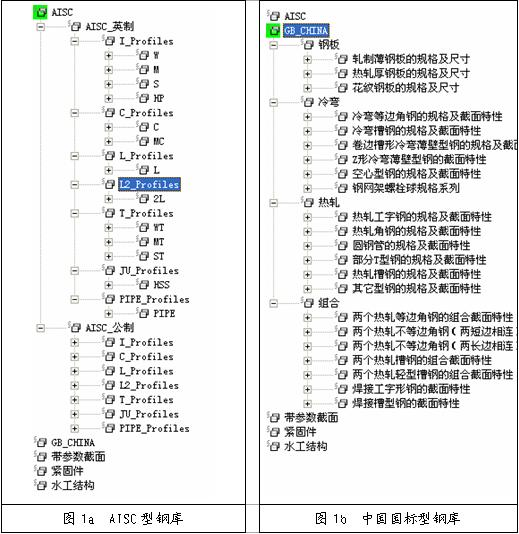 AISC
AISC_英制
I_Profiles
W
M
S
HP
C_Profiles
C
MC
L_Profiles
L
L2_Profiles
2L
T_Profiles
WT
MT
ST
JU_Profiles
HSS
PIPE_Profiles
PIPE
AISC_公制
I_Profiles
C_Profiles
L_Profiles
L2_Profiles
T_Profiles
JU_Profiles
PIPE_Profiles
GB_CHINA
带参数截面
紧固件
水工结构
图1a AISC型钢库
AISC
GB_CHINA
钢板
轧制薄钢板的规格及尺寸
热轧厚钢板的规格及尺寸
花纹钢板的规格及尺寸
冷弯
冷弯等边角钢的规格及截面特性
冷弯槽钢的规格及截面特性
卷边槽形冷弯薄壁型钢的规格及截
Z形冷弯薄壁型钢的截面特性
空心型钢的规格及截面特性
钢网架螺栓球规格系列
热轧
热轧工字钢的规格及截面特性
热轧角钢的规格及截面特性
圆钢管的规格及截面特性
部分T型钢的规格及截面特性
热轧槽钢的规格及截面特性
其它型钢的规格及截面特性
组合
两个热轧等边角钢的组合截面特性
两个热轧不等边角钢(两短边相连)
两个热轧不等边角钢(两长边相连)
两个热轧槽钢的组合截面特性
两个热轧轻型槽钢的组合截面特性
焊接工字形钢的截面特性
焊接槽型钢的截面特性
带参数截面
紧固件
水工结构
图1b 中国国标型钢库